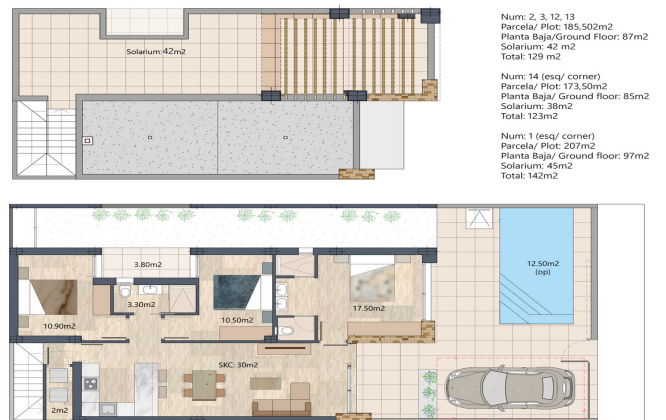 Solarium: 42m2
Num: 2, 3, 12, 13
Parcela/ Plot: 185,502m2
Planta Baja/Ground Floor: 87m2
Solarium: 42 m2
Total: 129 m2
Num: 14 (esq/ corner)
Parcela/ Plot: 173,50m2
Planta Baja/ Ground floor: 85m2
Solarium: 38m2
Total: 123m2
Num: 1 (esq/ corner)
Parcela/ Plot: 207m2
Planta Baja/ Ground floor: 97m2
Solarium: 45m2
Total: 142m2
3.80m2
12.50m2
(op)
3.30m2
17.50m2
10.90m2
10.50m2
SKC: 30m2
2m2